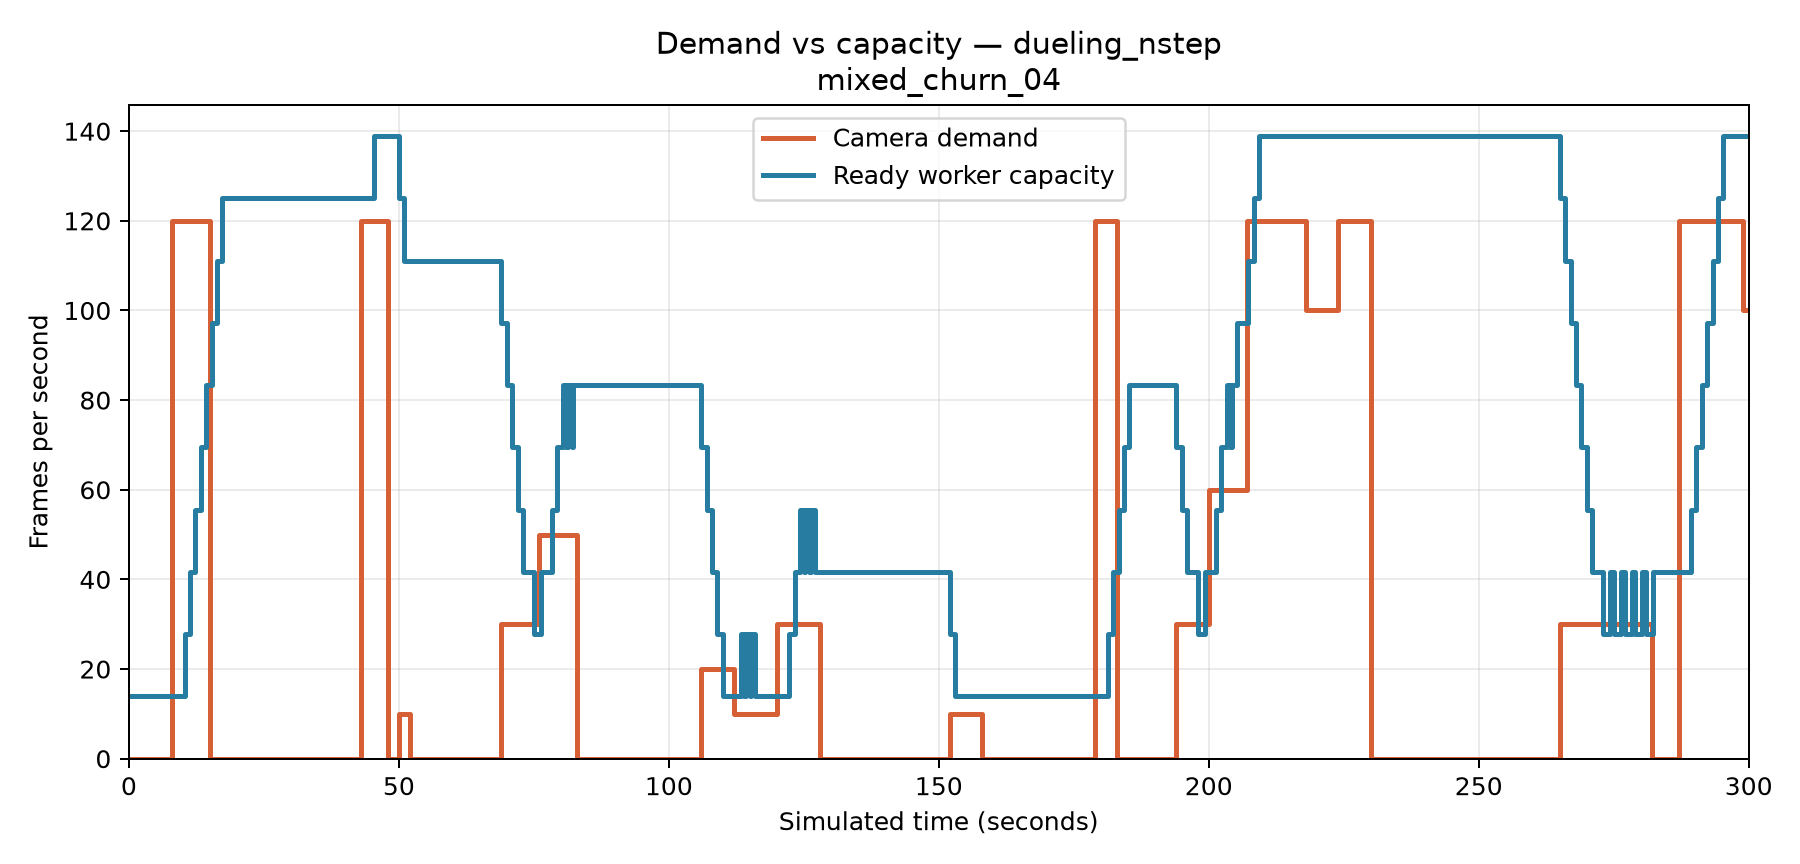 Demand vs capacity — dueling_nstep
mixed_churn_04
Camera demand
Ready worker capacity
Frames per second
140
120
100
80
60
40
20
0
0 50 100 150 200 250 300
Simulated time (seconds)